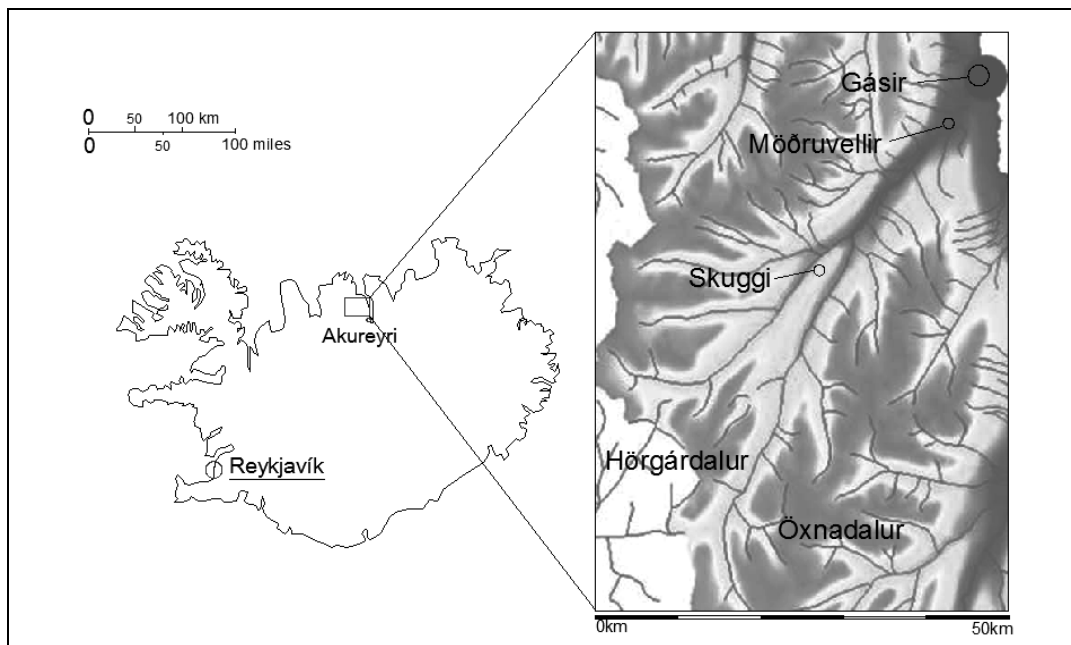 0 50 100 km
0 50 100 miles
Akureyri
Reykjavík
Gásir
Möðruvellir
Skuggi
Hörgárdalur
Öxnadalur
0km 50km